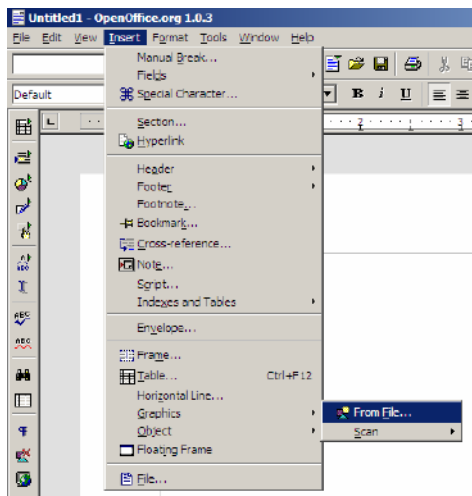 Untitled1 - OpenOffice.org 1.0.3
File Edit View Insert Format Tools Window Help
Manual Break...
Fields
Default
Special Character...
B i U
Section...
Hyperlink
Header
Footer
Footnote...
Bookmark...
Cross-reference...
Note...
Script...
Indexes and Tables
ABC
Envelope...
ABC
Frame...
Table... Ctrl+F12
Horizontal Line...
Graphics
From File...
Object
Scan
Floating Frame
File...